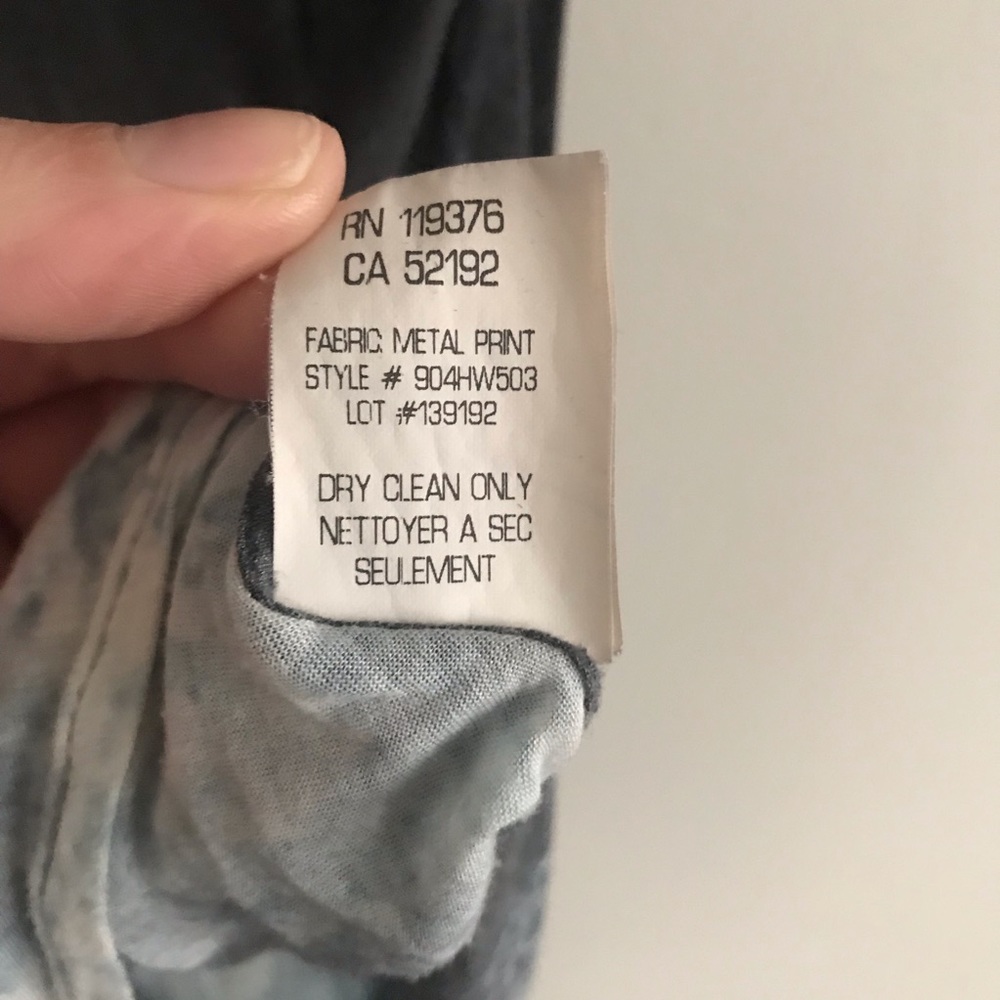 RN 119376
CA 52192
FABRIC: METAL PRINT
STYLE # 904HW503
LOT #139192
DRY CLEAN ONLY
NETTOYER A SEC
SEULEMENT